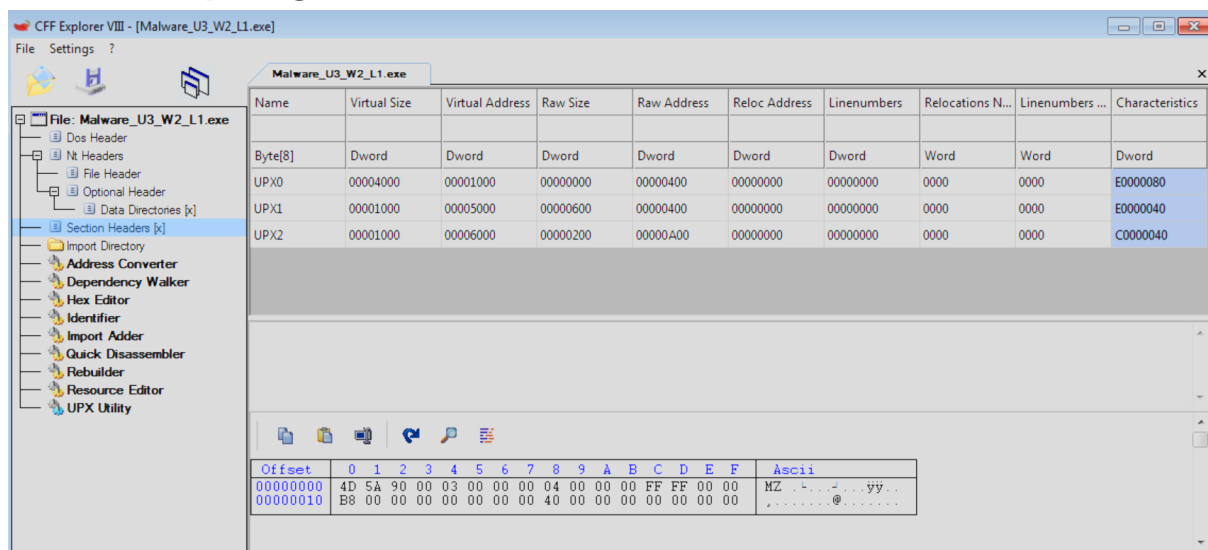 CFF Explorer VIII - [Malware_U3_W2_L1.exe]
File Settings ?
Malware_U3_W2_L1.exe
File: Malware_U3_W2_L1.exe
Dos Header
Nt Headers
File Header
Optional Header
Data Directories [x]
Section Headers [x]
Import Directory
Address Converter
Dependency Walker
Hex Editor
Identifier
Import Adder
Quick Disassembler
Rebuilder
Resource Editor
UPX Utility
Name Virtual Size Virtual Address Raw Size Raw Address Reloc Address Linenumbers Relocations N... Linenumbers ... Characteristics
Byte[8] Dword Dword Dword Dword Dword Dword Word Word Dword
UPX0 00004000 00001000 00000000 00000400 00000000 00000000 0000 0000 E0000080
UPX1 00001000 00005000 00000600 00000400 00000000 00000000 0000 0000 E0000040
UPX2 00001000 00006000 00000200 00000A00 00000000 00000000 0000 0000 C0000040
Offset 0 1 2 3 4 5 6 7 8 9 A B C D E F Ascii
00000000 4D 5A 90 00 03 00 00 00 04 00 00 00 FF FF 00 00 MZ . └ . . . ┘ . . . ÿÿ . .
00000010 B8 00 00 00 00 00 00 00 40 00 00 00 00 00 00 00 ¸ . . . . . . . @ . . . . . . .